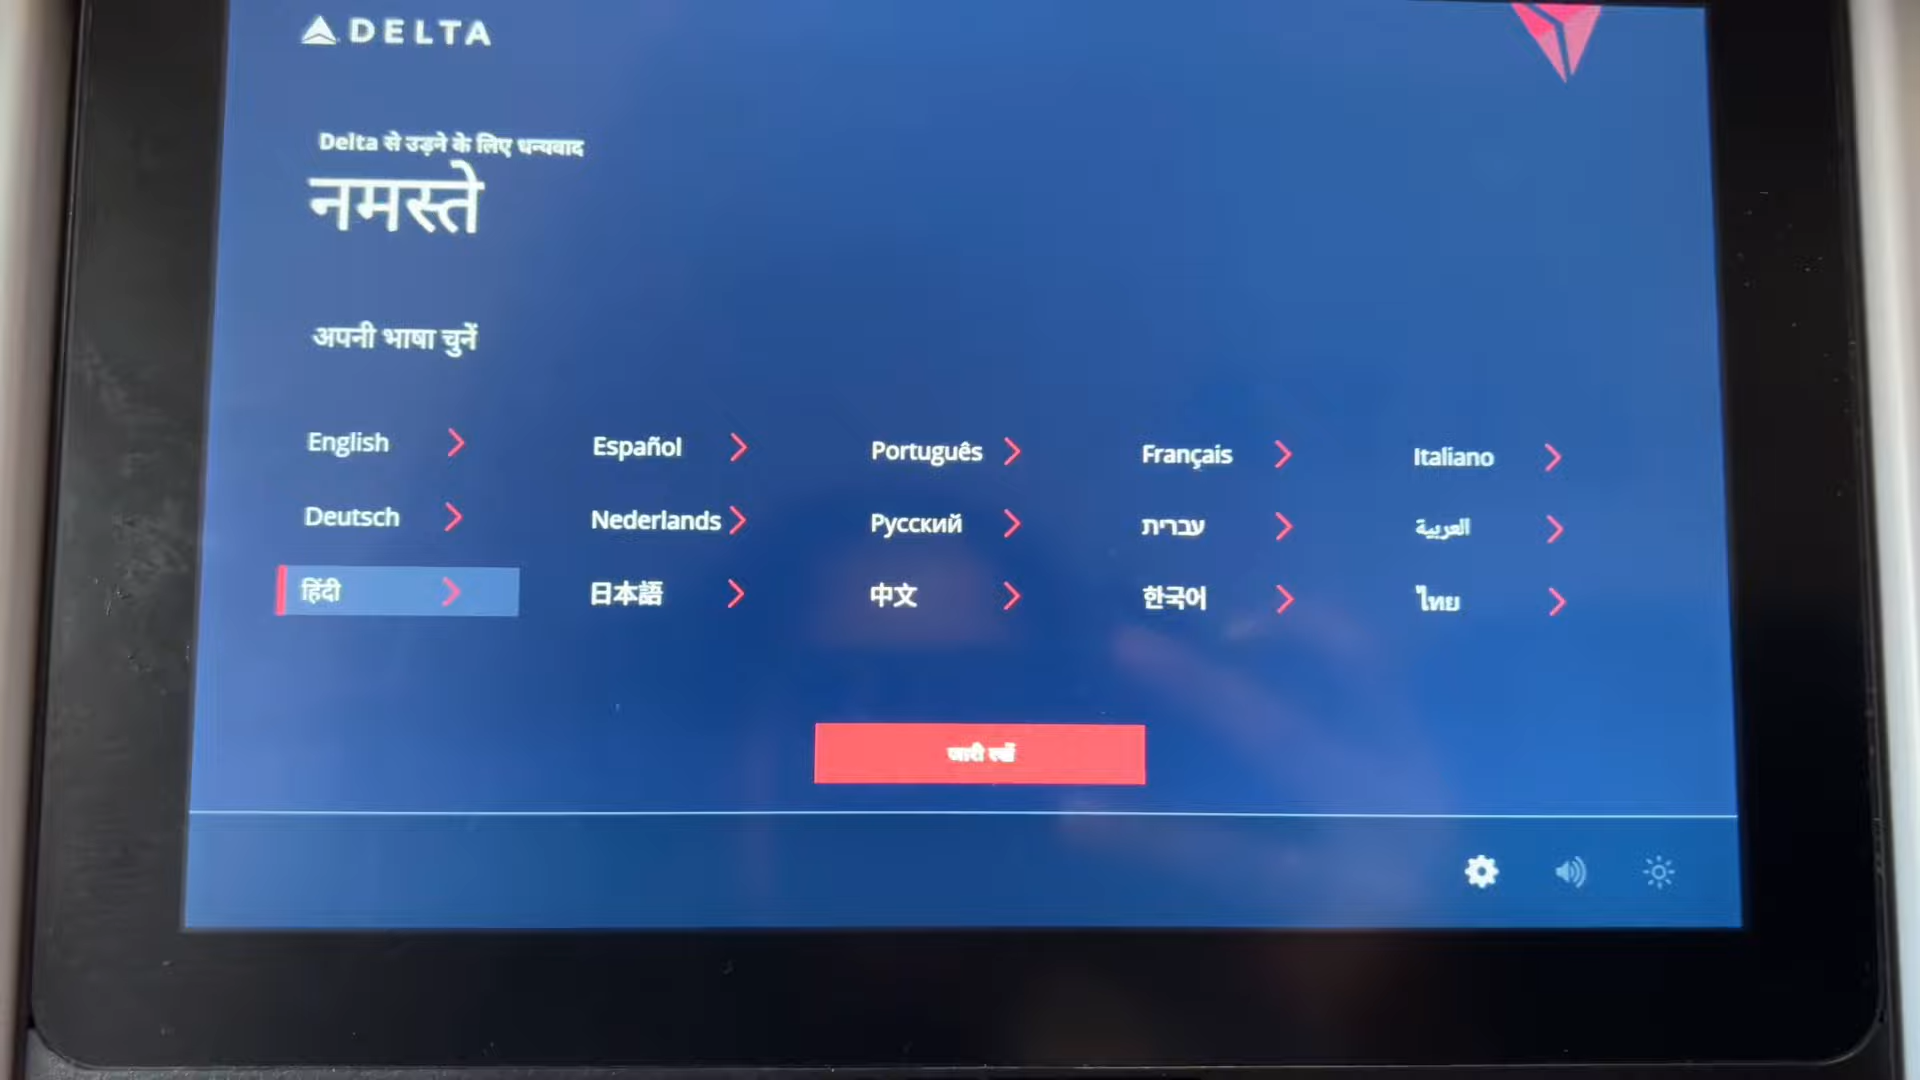 DELTA
Delta से उड़ने के लिए धन्यवाद
नमस्ते
अपनी भाषा चुनें
English
Español
Português
Français
Italiano
Deutsch
Nederlands
Русский
עברית
العربية
हिंदी
日本語
中文
한국어
ไทย
जारी रखें